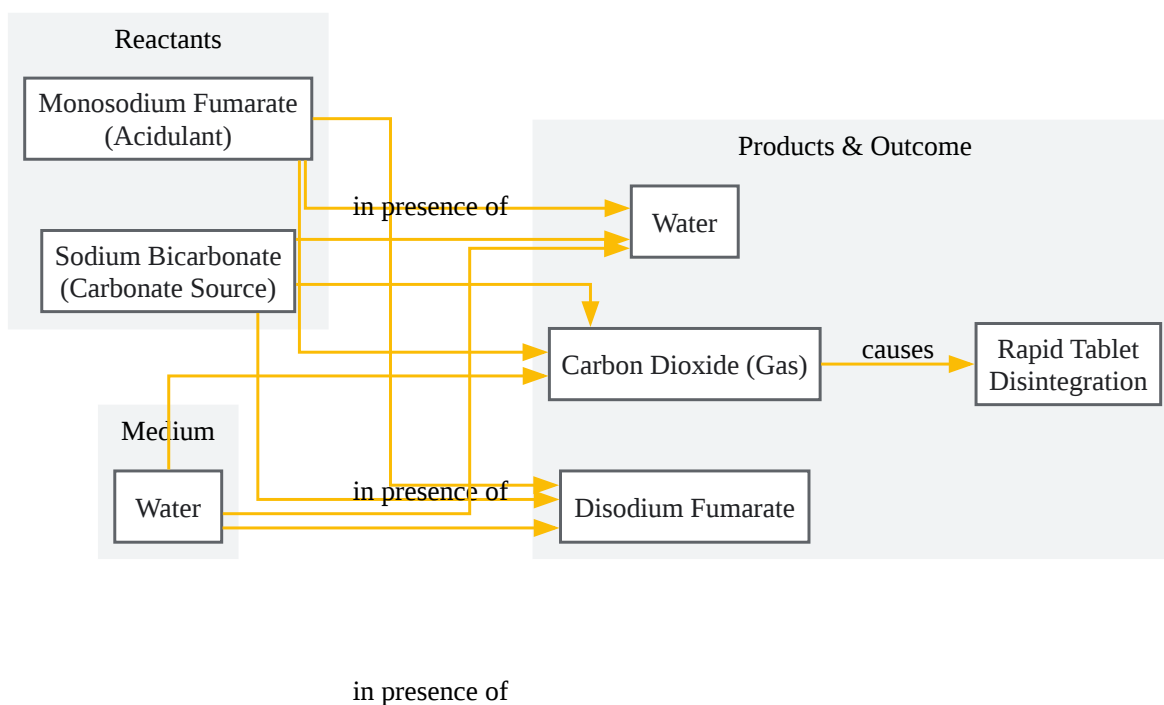 Reactants
Monosodium Fumarate
(Acidulant)
Sodium Bicarbonate
(Carbonate Source)
Medium
Water
in presence of
in presence of
in presence of
Products & Outcome
Water
Carbon Dioxide (Gas)
causes
Rapid Tablet
Disintegration
Disodium Fumarate